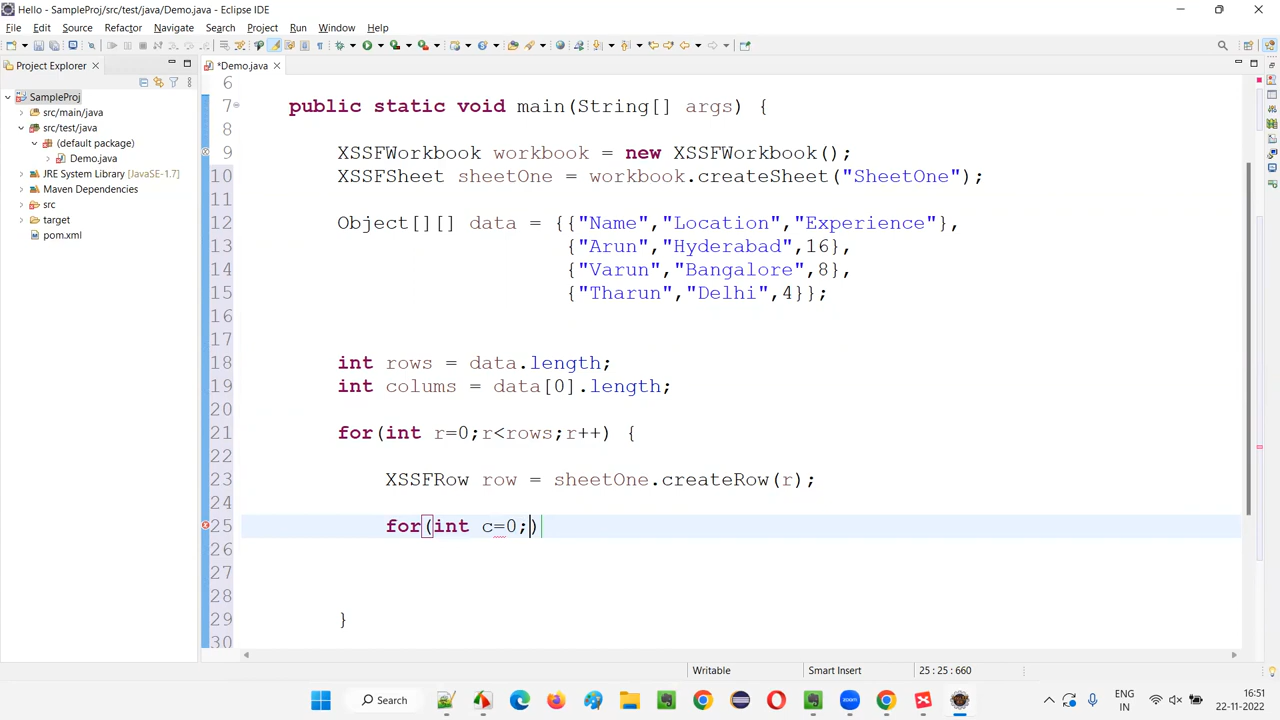 Hello - SampleProj/src/test/java/Demo.java - Eclipse IDE
File Edit Source Refactor Navigate Search Project Run Window Help
Project Explorer
*Demo.java
SampleProj
src/main/java
src/test/java
(default package)
Demo.java
JRE System Library [JavaSE-1.7]
Maven Dependencies
src
target
pom.xml
6
7 public static void main(String[] args) {
8
9 XSSFWorkbook workbook = new XSSFWorkbook();
10 XSSFSheet sheetOne = workbook.createSheet("SheetOne");
11
12 Object[][] data = {{"Name","Location","Experience"},
13 {"Arun","Hyderabad",16},
14 {"Varun","Bangalore",8},
15 {"Tharun","Delhi",4}};
16
17
18 int rows = data.length;
19 int colums = data[0].length;
20
21 for(int r=0;r<rows;r++) {
22
23 XSSFRow row = sheetOne.createRow(r);
24
25 for(int c=0;)
26
27
28
29 }
30
Writable Smart Insert 25 : 25 : 660
Search
ENG
IN
16:51
22-11-2022